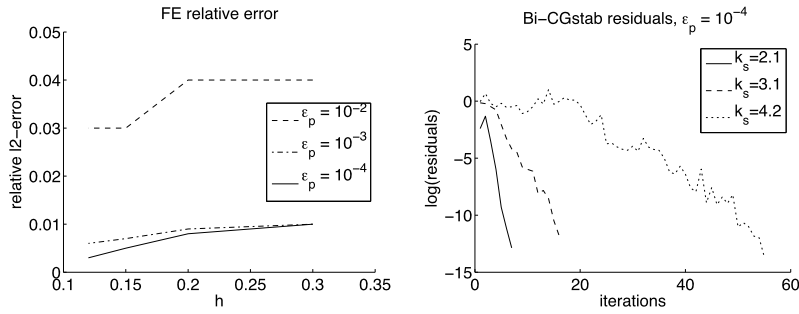 FE relative error
0.05
0.04
0.03
0.02
0.01
0
0.1
0.15
0.2
0.25
0.3
0.35
relative l2−error
h
ε_p = 10^−2
ε_p = 10^−3
ε_p = 10^−4
Bi−CGstab residuals, ε_p = 10^−4
5
0
−5
−10
−15
0
20
40
60
log(residuals)
iterations
k_s=2.1
k_s=3.1
k_s=4.2